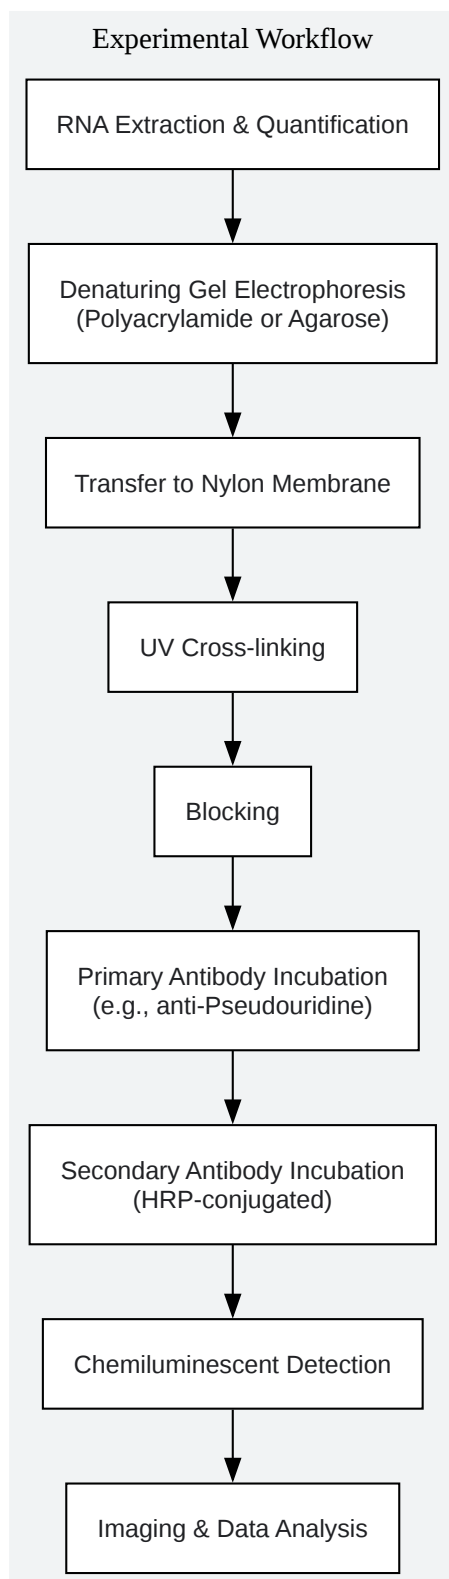 Experimental Workflow
RNA Extraction & Quantification
Denaturing Gel Electrophoresis
(Polyacrylamide or Agarose)
Transfer to Nylon Membrane
UV Cross-linking
Blocking
Primary Antibody Incubation
(e.g., anti-Pseudouridine)
Secondary Antibody Incubation
(HRP-conjugated)
Chemiluminescent Detection
Imaging & Data Analysis